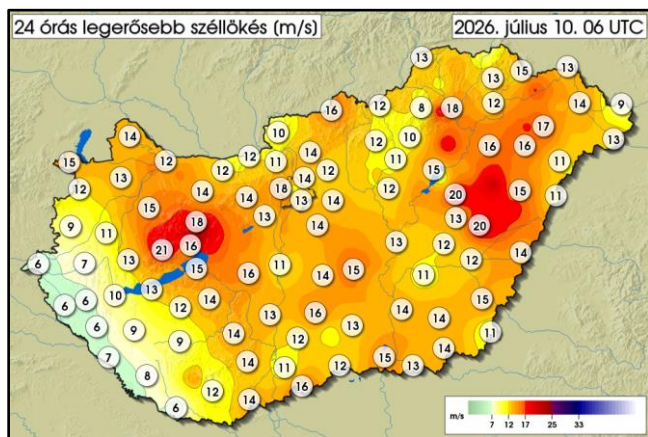 24 órás legerősebb széllökés (m/s)
2026. július 10. 06 UTC
13
13 15 13
16 12 8 18 12 14 9
14 10 12 10 17 13
15 12 12 12 11 14 11 16 16 11
12 13 14 14 18 14 12 15
15 13 14 12 20 15 11
9 11 18 13 14 13 20
21 16 13 12 12 14
6 7 13 15 16 11 14 15 11
6 6 10 13 12 14 15
6 9 9 14 13 16 13 14 14 11
7 14 12 14
8 12 11 12 15 13
6 14 16
m/s 7 12 17 25 33